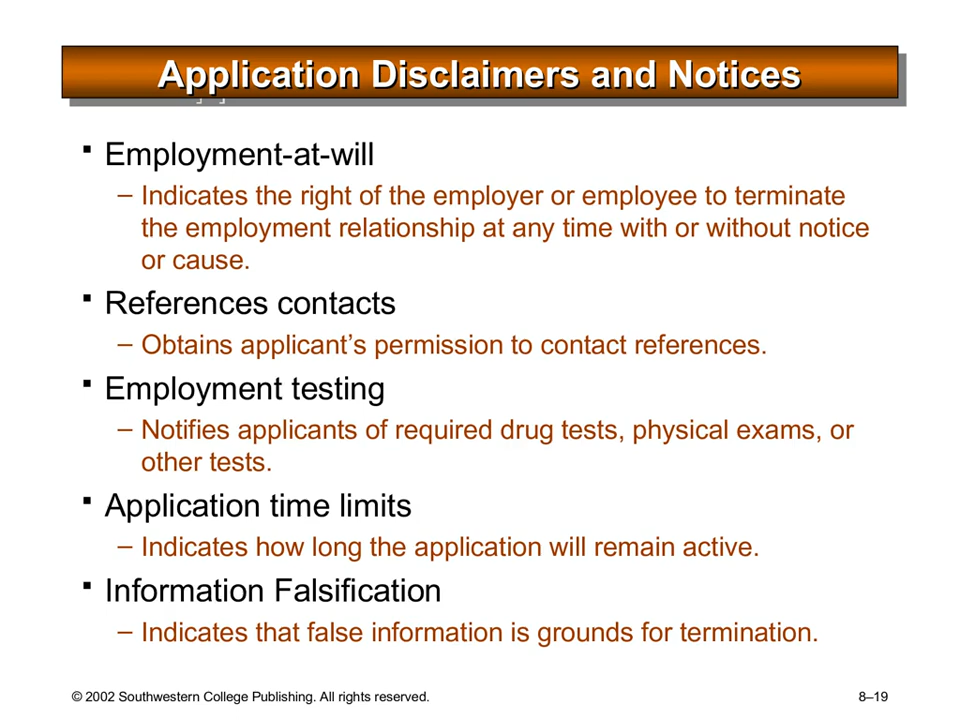 Application Disclaimers and Notices
▪ Employment-at-will
– Indicates the right of the employer or employee to terminate
the employment relationship at any time with or without notice
or cause.
▪ References contacts
– Obtains applicant’s permission to contact references.
▪ Employment testing
– Notifies applicants of required drug tests, physical exams, or
other tests.
▪ Application time limits
– Indicates how long the application will remain active.
▪ Information Falsification
– Indicates that false information is grounds for termination.
© 2002 Southwestern College Publishing. All rights reserved.
8–19